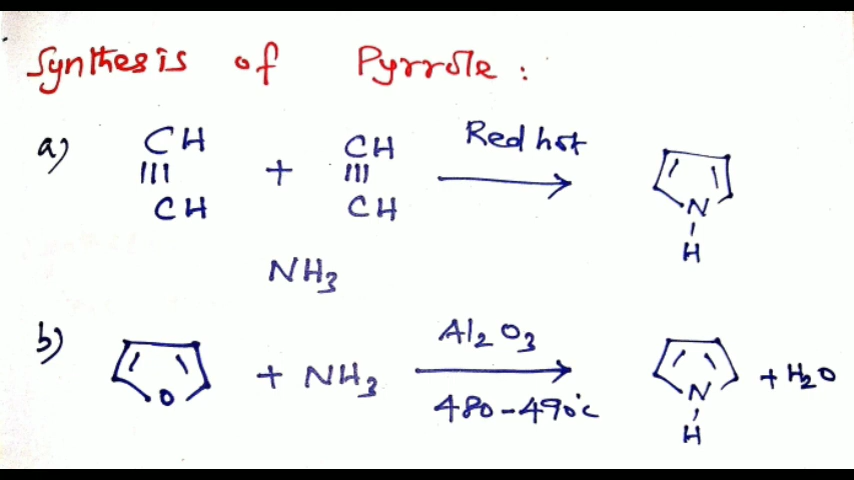 Synthesis of Pyrrole :
a) CH ||| CH + CH ||| CH Red hot N H
NH3
b) O + NH3 Al2O3 480-490°C N H + H2O